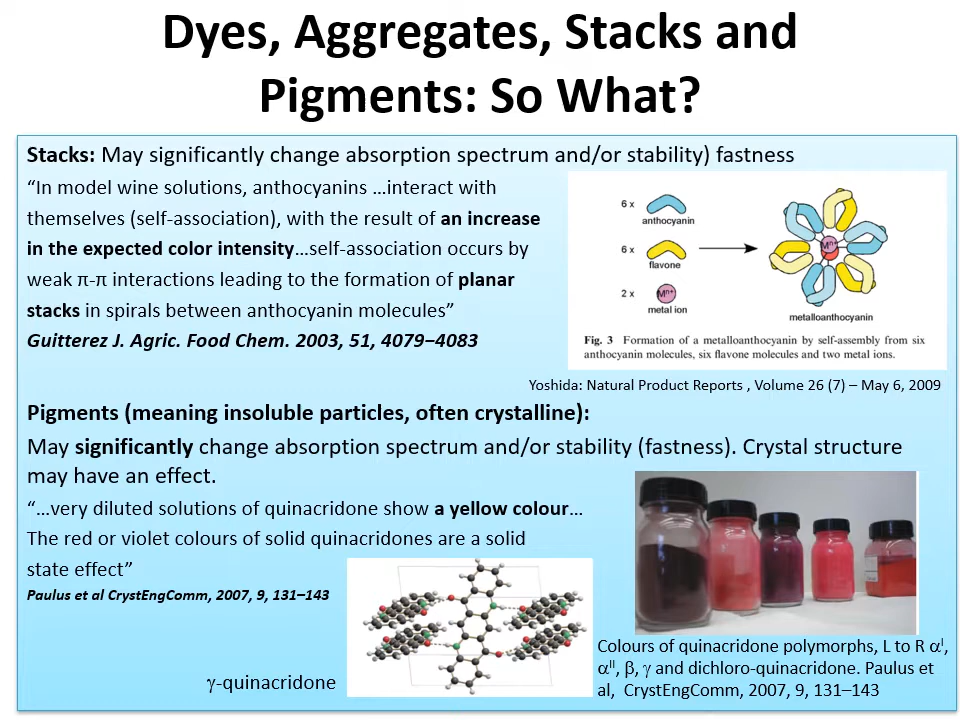 Dyes, Aggregates, Stacks and
Pigments: So What?
Stacks: May significantly change absorption spectrum and/or stability) fastness
“In model wine solutions, anthocyanins …interact with
themselves (self-association), with the result of an increase
in the expected color intensity…self-association occurs by
weak π-π interactions leading to the formation of planar
stacks in spirals between anthocyanin molecules”
Guitterez J. Agric. Food Chem. 2003, 51, 4079−4083
6 x
anthocyanin
6 x
flavone
2 x
Mⁿ⁺
metal ion
Mⁿ⁺
metalloanthocyanin
Fig. 3 Formation of a metalloanthocyanin by self-assembly from six
anthocyanin molecules, six flavone molecules and two metal ions.
Yoshida: Natural Product Reports , Volume 26 (7) – May 6, 2009
Pigments (meaning insoluble particles, often crystalline):
May significantly change absorption spectrum and/or stability (fastness). Crystal structure
may have an effect.
“…very diluted solutions of quinacridone show a yellow colour…
The red or violet colours of solid quinacridones are a solid
state effect”
Paulus et al CrystEngComm, 2007, 9, 131–143
γ-quinacridone
Colours of quinacridone polymorphs, L to R αᴵ,
αᴵᴵ, β, γ and dichloro-quinacridone. Paulus et
al, CrystEngComm, 2007, 9, 131–143